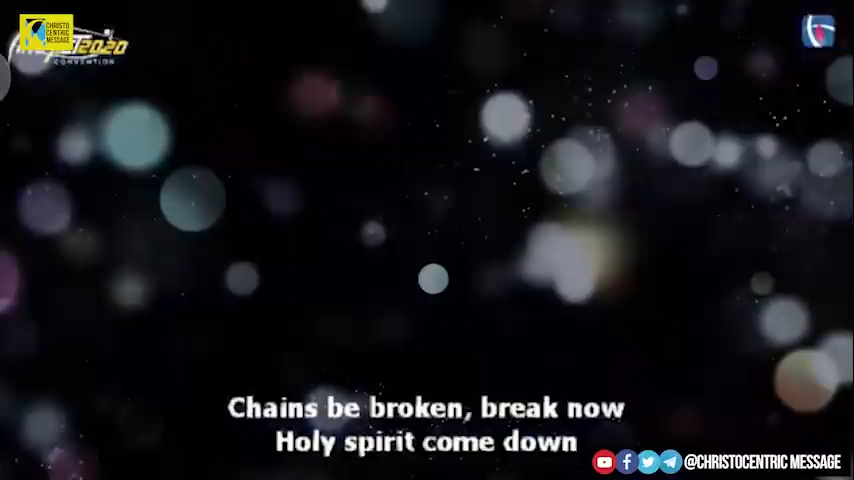 CHRISTO
CENTRIC
MESSAGE
2020
CONVENTION
Chains be broken, break now
Holy spirit come down
@CHRISTOCENTRIC MESSAGE